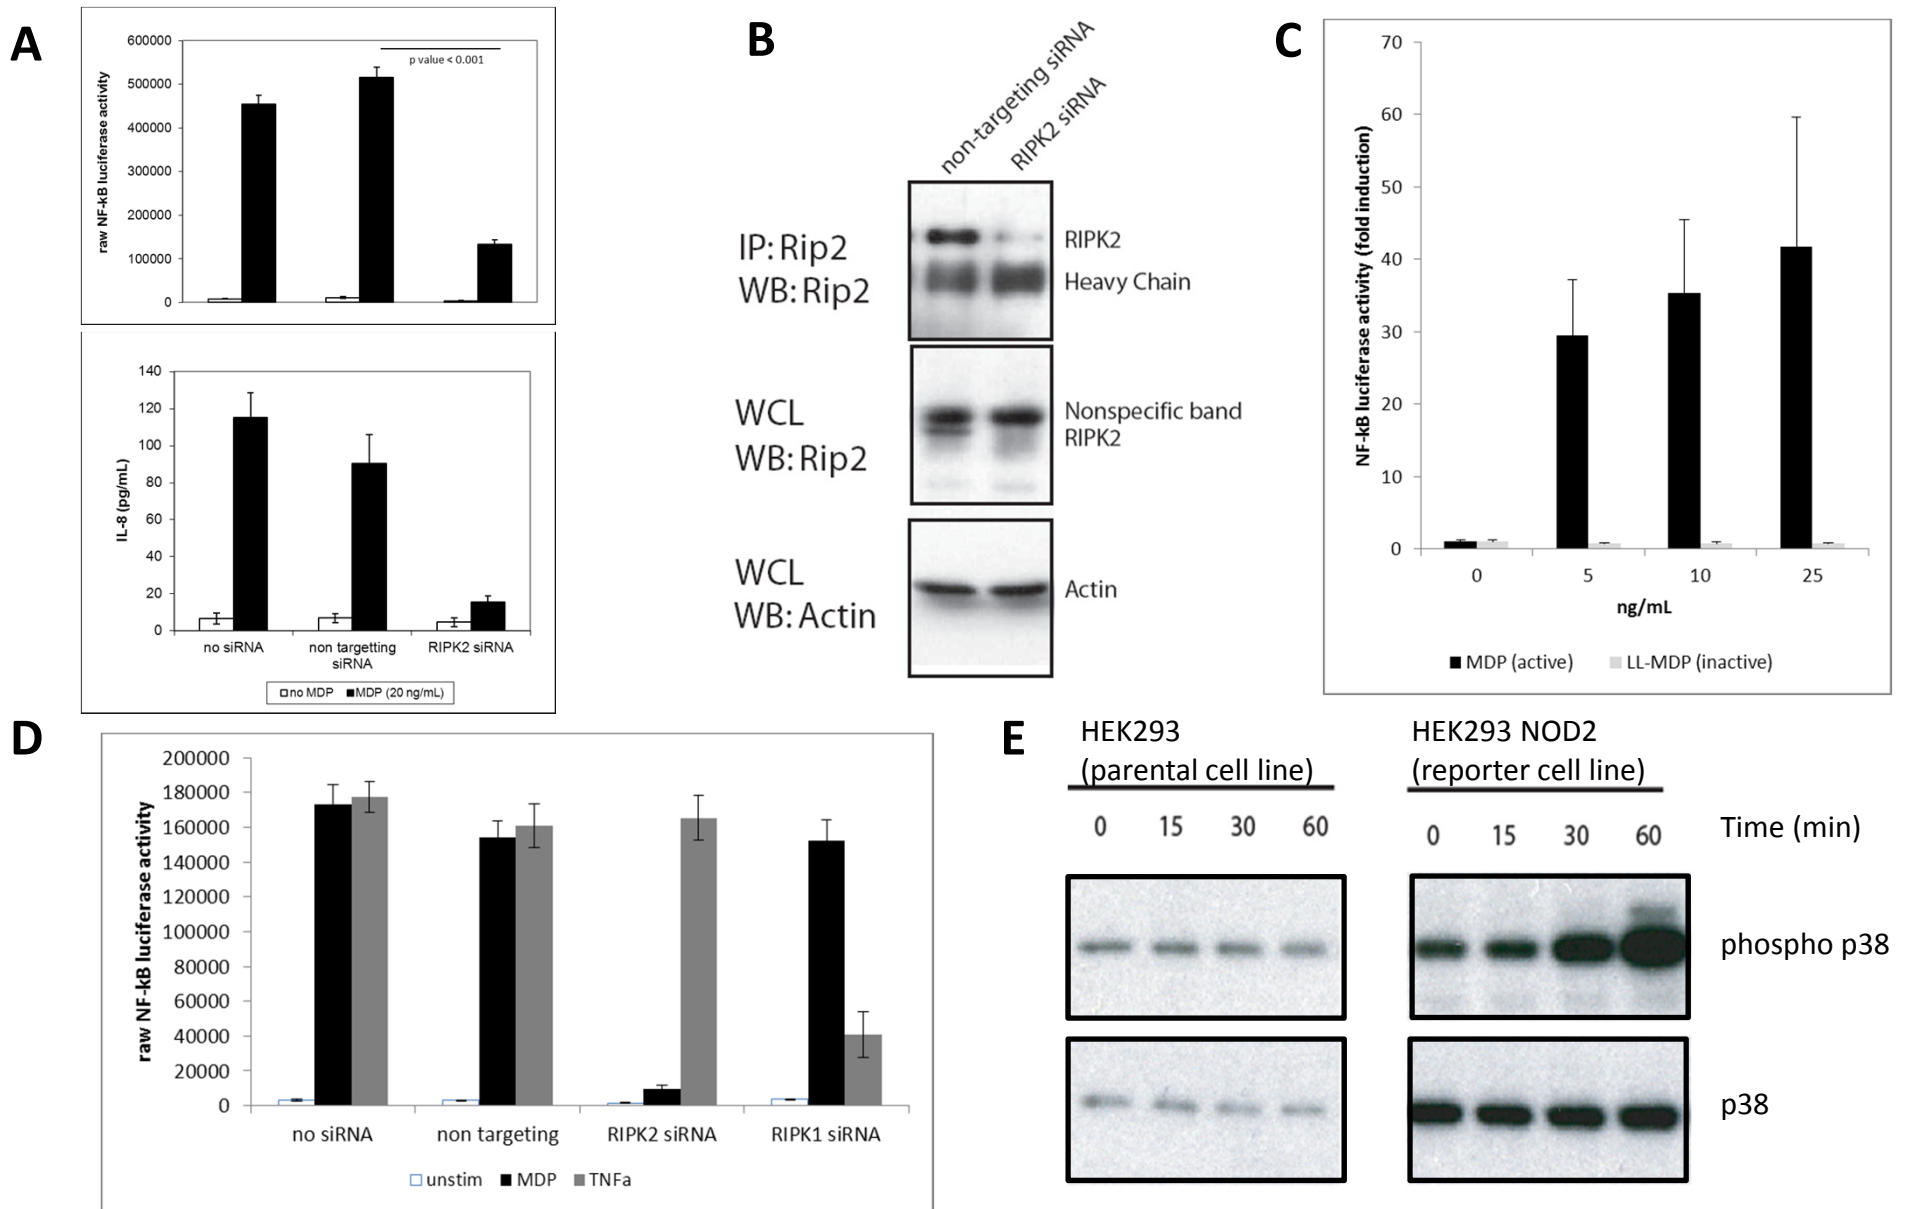 A
600000
500000
400000
300000
200000
100000
0
raw NF-kB luciferase activity
p value < 0.001
140
120
100
80
60
40
20
0
IL-8 (pg/mL)
no siRNA
non targetting
siRNA
RIPK2 siRNA
no MDP
MDP (20 ng/mL)
B
non-targeting siRNA
RIPK2 siRNA
IP: Rip2
WB: Rip2
RIPK2
Heavy Chain
WCL
WB: Rip2
Nonspecific band
RIPK2
WCL
WB: Actin
Actin
C
70
60
50
40
30
20
10
0
NF-kB luciferase activity (fold induction)
0 5 10 25
ng/mL
MDP (active)
LL-MDP (inactive)
D
200000
180000
160000
140000
120000
100000
80000
60000
40000
20000
0
raw NF-kB luciferase activity
no siRNA
non targeting
RIPK2 siRNA
RIPK1 siRNA
unstim
MDP
TNFa
E
HEK293
(parental cell line)
HEK293 NOD2
(reporter cell line)
0 15 30 60
0 15 30 60
Time (min)
phospho p38
p38